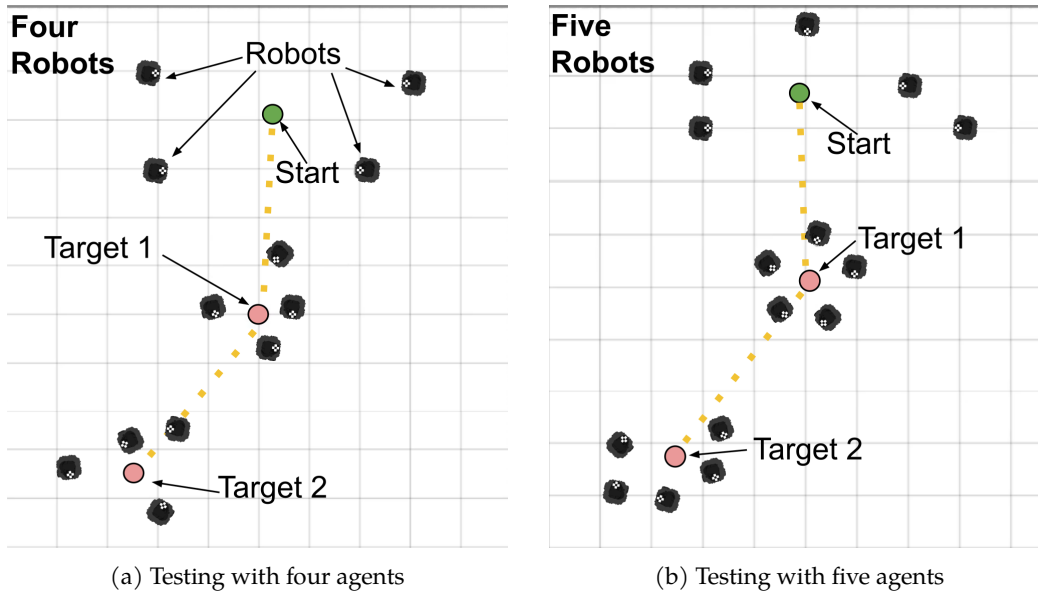 Four
Robots
Robots
Start
Target 1
Target 2
(a) Testing with four agents
Five
Robots
Start
Target 1
Target 2
(b) Testing with five agents